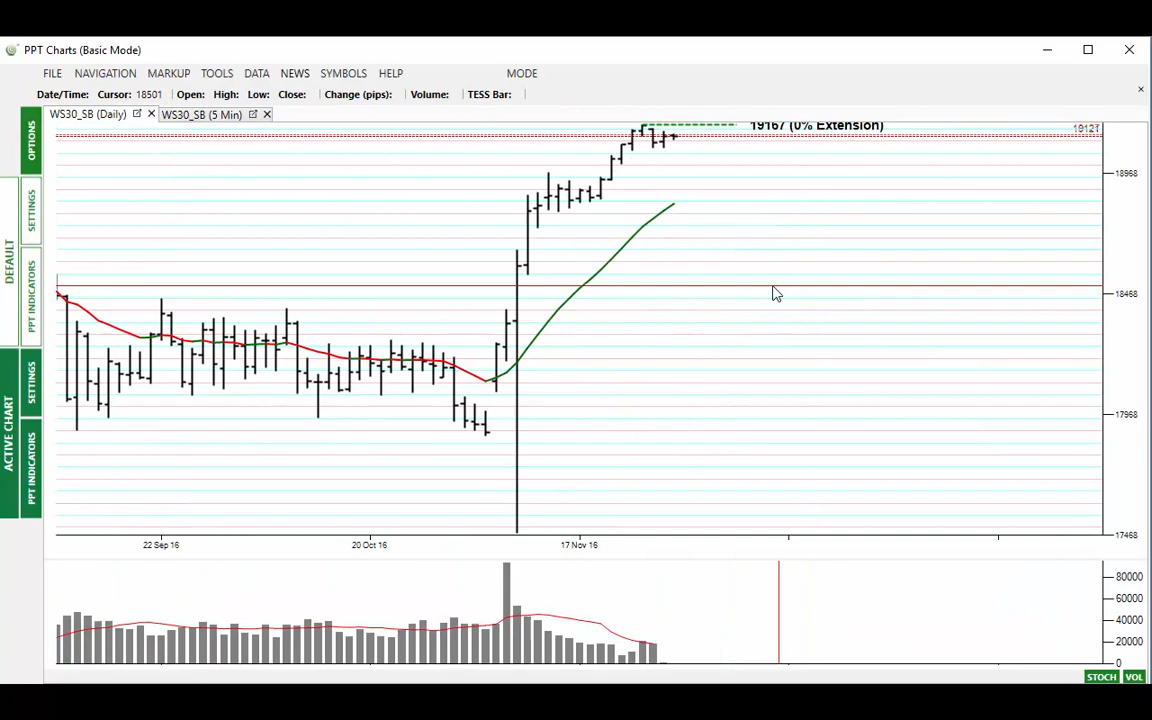 PPT Charts (Basic Mode)
FILE NAVIGATION MARKUP TOOLS DATA NEWS SYMBOLS HELP MODE
Date/Time: Cursor: 18501 Open: High: Low: Close: Change (pips): Volume: TESS Bar:
WS30_SB (Daily) WS30_SB (5 Min)
OPTIONS
SETTINGS
PPT INDICATORS
DEFAULT
SETTINGS
PPT INDICATORS
ACTIVE CHART
19167 (0% Extension)
19127
18968
18468
17968
17468
22 Sep 16 20 Oct 16 17 Nov 16
80000
60000
40000
20000
0
STOCH VOL